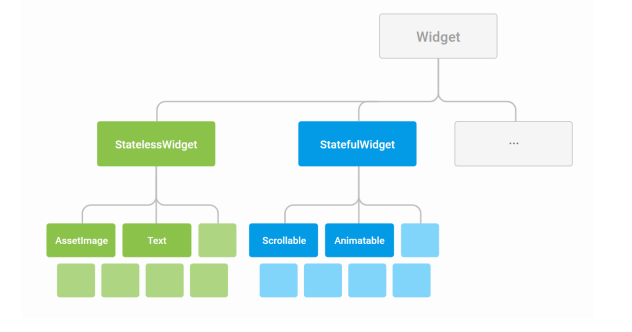 Widget
StatelessWidget
StatefulWidget
...
AssetImage
Text
Scrollable
Animatable